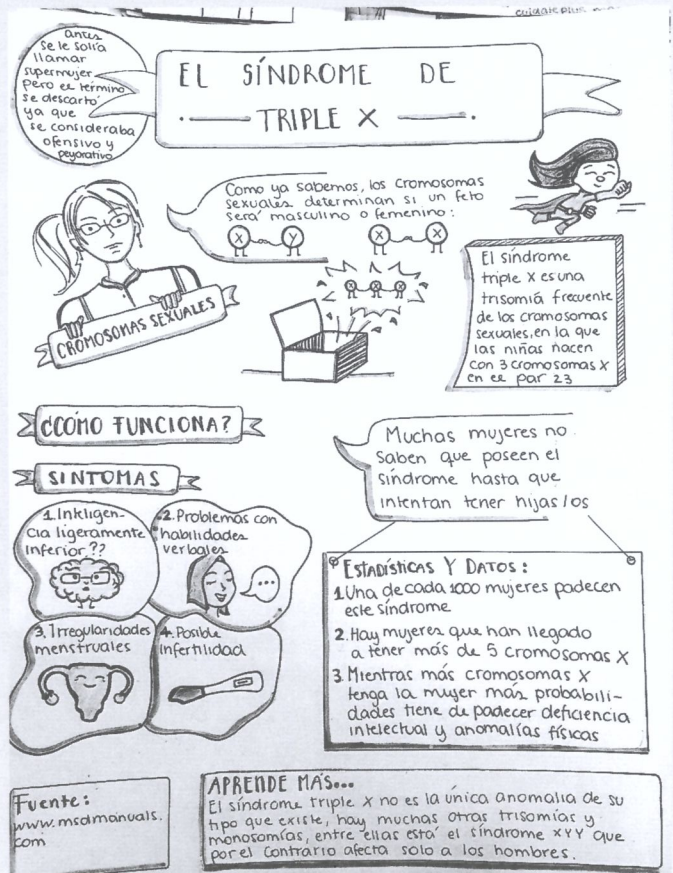 cuidateplus
antes
se le solía
llamar
supermujer
pero el término
se descartó
ya que
se consideraba
ofensivo y
peyorativo
EL SÍNDROME DE
TRIPLE X
Como ya sabemos, los cromosomas
sexuales determinan si un feto
será masculino o femenino:
X Y X X
X X X
CROMOSOMAS SEXUALES
El síndrome
triple X es una
trisomía frecuente
de los cromosomas
sexuales, en la que
las niñas nacen
con 3 cromosomas X
en el par 23
¿CÓMO FUNCIONA?
SINTOMAS
1. Inteligen-
cia ligeramente
inferior??
2. Problemas con
habilidades
verbales
3. Irregularidades
menstruales
4. Posible
infertilidad
Muchas mujeres no
saben que poseen el
síndrome hasta que
intentan tener hijas/os
ESTADÍSTICAS Y DATOS:
1. Una de cada 1000 mujeres padecen
este síndrome
2. Hay mujeres que han llegado
a tener más de 5 cromosomas X
3. Mientras más cromosomas X
tenga la mujer más probabili-
dades tiene de padecer deficiencia
intelectual y anomalías físicas
Fuente:
www.msdmanuals.
com
APRENDE MÁS...
El síndrome triple X no es la única anomalía de su
tipo que existe, hay muchas otras trisomías y
monosomías, entre ellas está el síndrome XYY que
por el contrario afecta solo a los hombres.